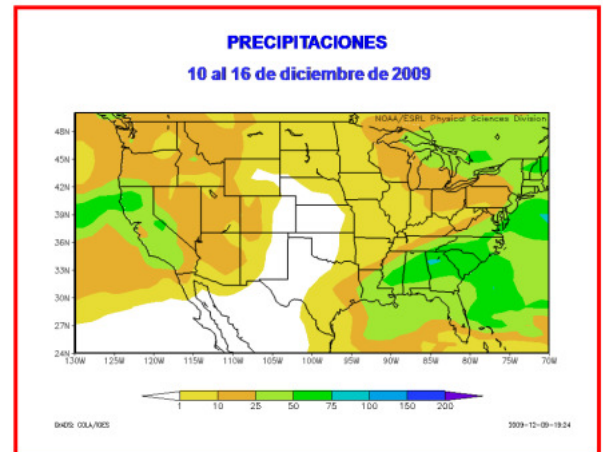 PRECIPITACIONES
10 al 16 de diciembre de 2009
NOAA/ESRL Physical Sciences Division
48N
45N
42N
39N
36N
33N
30N
27N
24N
130W 125W 120W 115W 110W 105W 100W 95W 90W 85W 80W 75W 70W
1 10 25 50 75 100 150 200
GrADS: COLA/IGES 2009-12-09-19:24